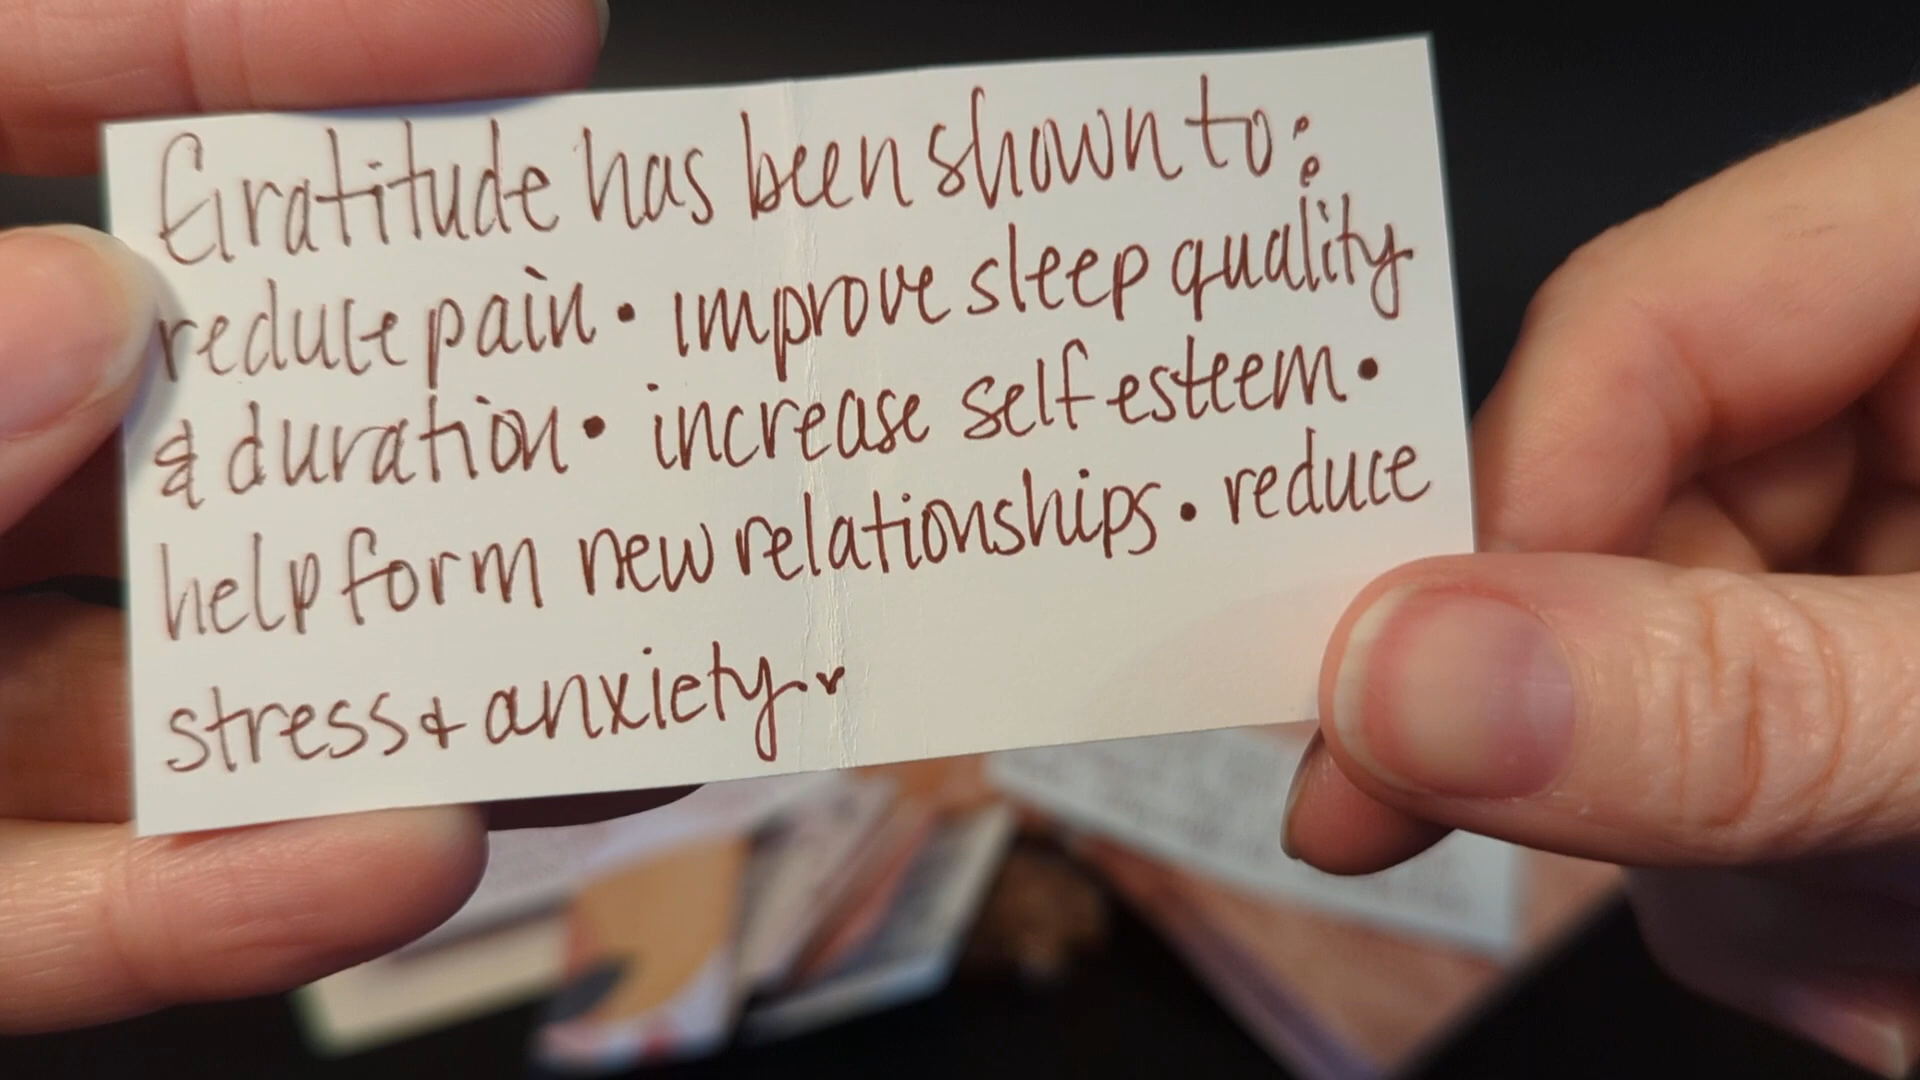 Gratitude has been shown to:
reduce pain • improve sleep quality
& duration • increase self esteem •
help form new relationships • reduce
stress & anxiety.